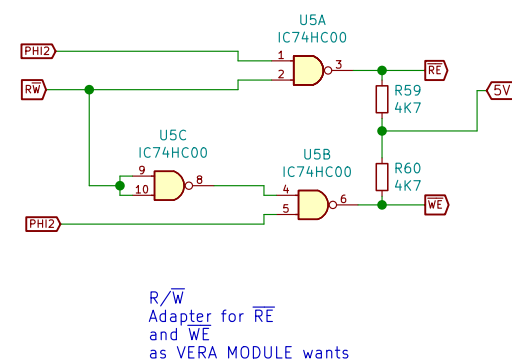 U5A
IC74HC00
PHI2
1
2
3
RE
RW
R59
4K7
5V
U5C
IC74HC00
9
10
8
U5B
IC74HC00
4
5
6
R60
4K7
WE
PHI2
R/W
Adapter for RE
and WE
as VERA MODULE wants